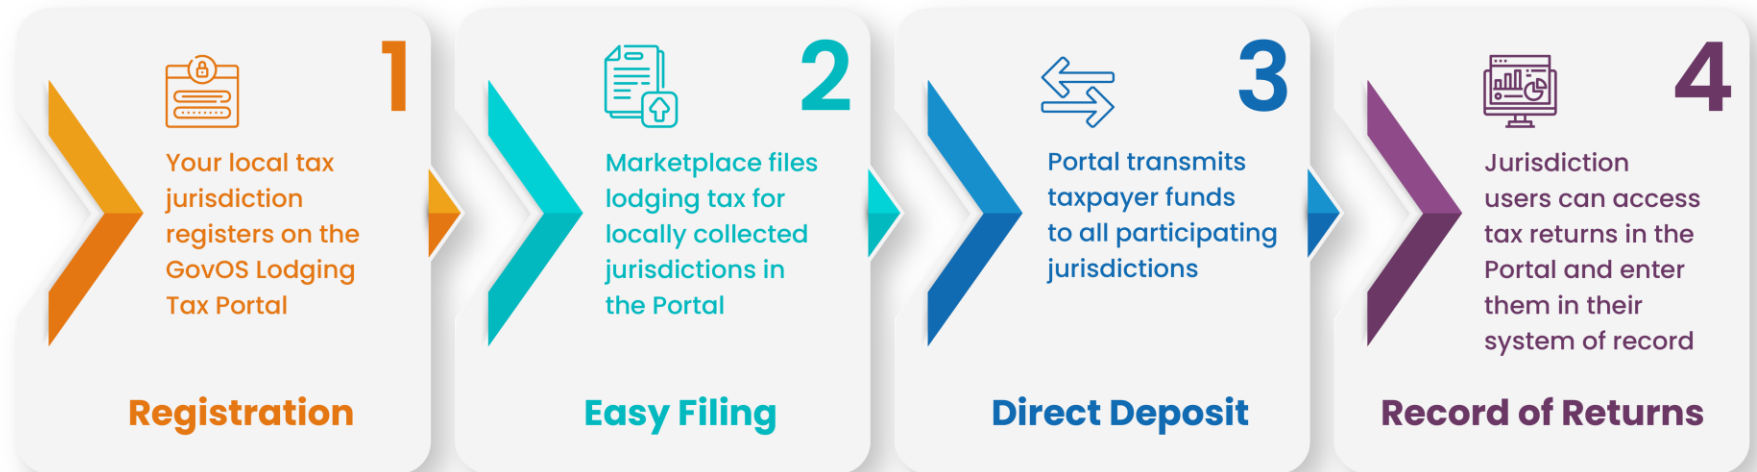 1
Your local tax
jurisdiction
registers on the
GovOS Lodging
Tax Portal
Registration
2
Marketplace files
lodging tax for
locally collected
jurisdictions in
the Portal
Easy Filing
3
Portal transmits
taxpayer funds
to all participating
jurisdictions
Direct Deposit
4
Jurisdiction
users can access
tax returns in the
Portal and enter
them in their
system of record
Record of Returns